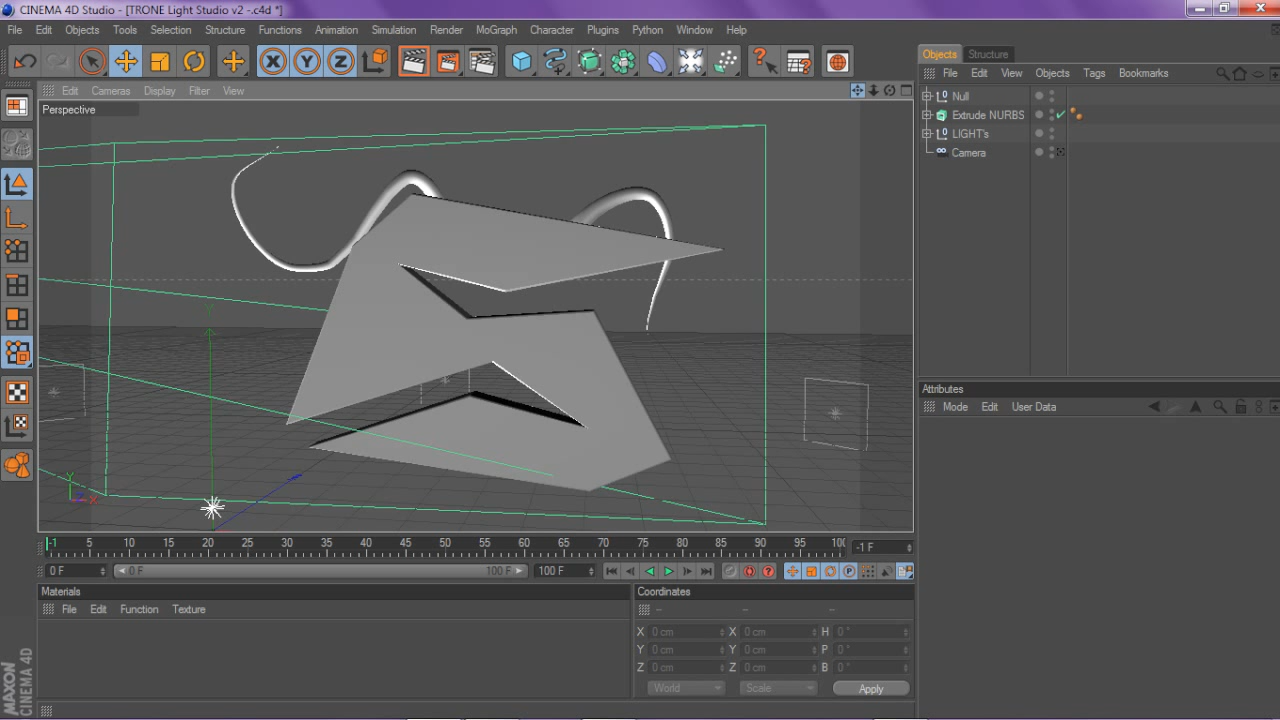 CINEMA 4D Studio - [TRONE Light Studio v2 -.c4d *]
File Edit Objects Tools Selection Structure Functions Animation Simulation Render MoGraph Character Plugins Python Window Help
X Y Z
Objects Structure
File Edit View Objects Tags Bookmarks
Edit Cameras Display Filter View
Perspective
Null
Extrude NURBS
LIGHT's
Camera
Attributes
Mode Edit User Data
Y
Y
Z X
-1 5 10 15 20 25 30 35 40 45 50 55 60 65 70 75 80 85 90 95 100
-1 F
0 F 0 F 100 F 100 F
Materials
File Edit Function Texture
Coordinates
-- -- --
X 0 cm X 0 cm H 0 °
Y 0 cm Y 0 cm P 0 °
Z 0 cm Z 0 cm B 0 °
World Scale Apply
MAXON
CINEMA 4D